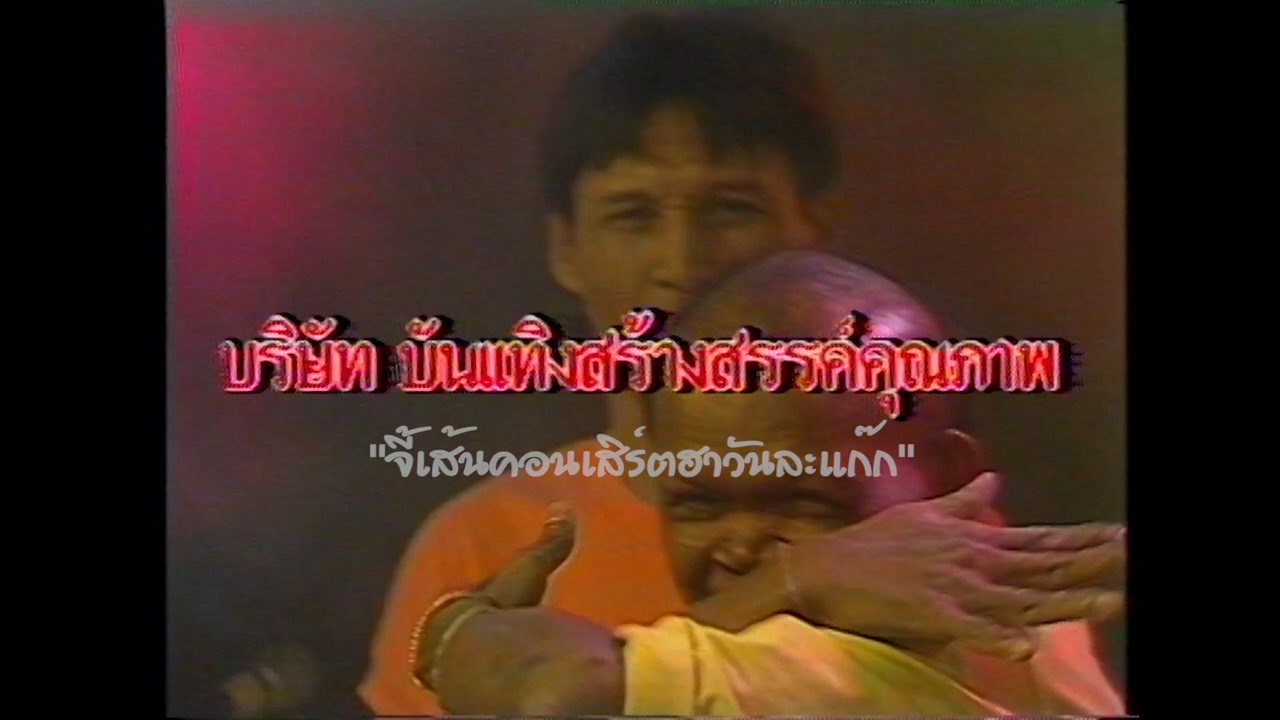 บริษัท บันเทิงสร้างสรรค์คุณภาพ
"จี้เส้นคอนเสิร์ตฮาวันละแก๊ก"